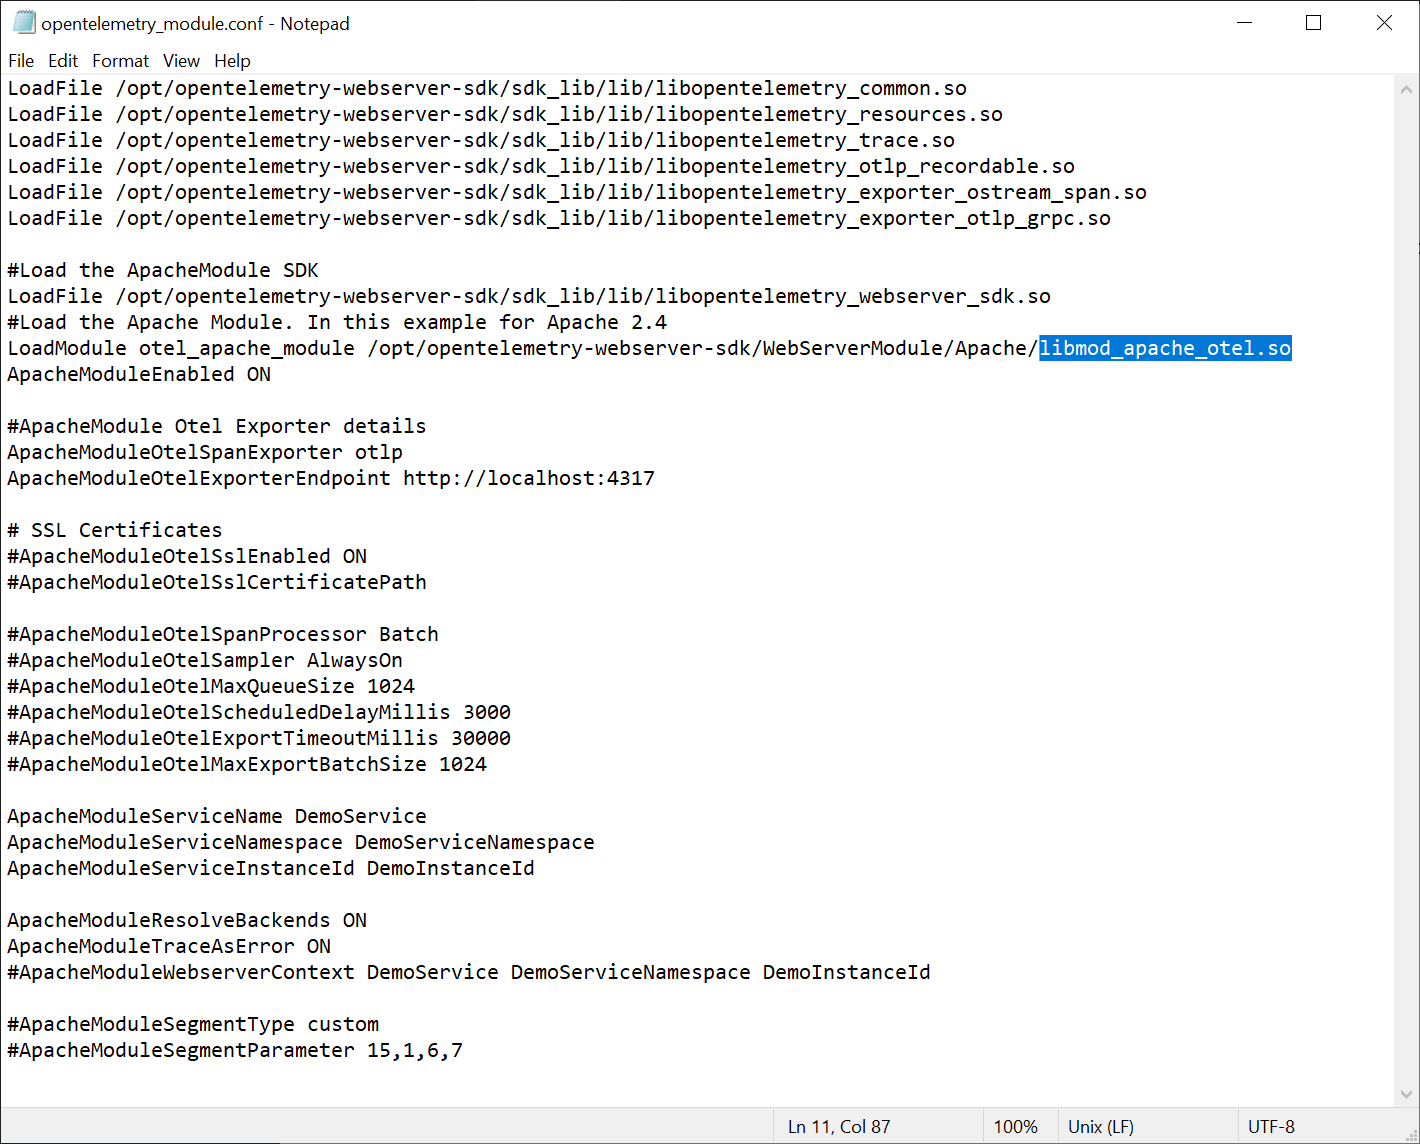 opentelemetry_module.conf - Notepad
File Edit Format View Help
LoadFile /opt/opentelemetry-webserver-sdk/sdk_lib/lib/libopentelemetry_common.so
LoadFile /opt/opentelemetry-webserver-sdk/sdk_lib/lib/libopentelemetry_resources.so
LoadFile /opt/opentelemetry-webserver-sdk/sdk_lib/lib/libopentelemetry_trace.so
LoadFile /opt/opentelemetry-webserver-sdk/sdk_lib/lib/libopentelemetry_otlp_recordable.so
LoadFile /opt/opentelemetry-webserver-sdk/sdk_lib/lib/libopentelemetry_exporter_ostream_span.so
LoadFile /opt/opentelemetry-webserver-sdk/sdk_lib/lib/libopentelemetry_exporter_otlp_grpc.so

#Load the ApacheModule SDK
LoadFile /opt/opentelemetry-webserver-sdk/sdk_lib/lib/libopentelemetry_webserver_sdk.so
#Load the Apache Module. In this example for Apache 2.4
LoadModule otel_apache_module /opt/opentelemetry-webserver-sdk/WebServerModule/Apache/libmod_apache_otel.so
ApacheModuleEnabled ON

#ApacheModule Otel Exporter details
ApacheModuleOtelSpanExporter otlp
ApacheModuleOtelExporterEndpoint http://localhost:4317

# SSL Certificates
#ApacheModuleOtelSslEnabled ON
#ApacheModuleOtelSslCertificatePath

#ApacheModuleOtelSpanProcessor Batch
#ApacheModuleOtelSampler AlwaysOn
#ApacheModuleOtelMaxQueueSize 1024
#ApacheModuleOtelScheduledDelayMillis 3000
#ApacheModuleOtelExportTimeoutMillis 30000
#ApacheModuleOtelMaxExportBatchSize 1024

ApacheModuleServiceName DemoService
ApacheModuleServiceNamespace DemoServiceNamespace
ApacheModuleServiceInstanceId DemoInstanceId

ApacheModuleResolveBackends ON
ApacheModuleTraceAsError ON
#ApacheModuleWebserverContext DemoService DemoServiceNamespace DemoInstanceId

#ApacheModuleSegmentType custom
#ApacheModuleSegmentParameter 15,1,6,7
Ln 11, Col 87 100% Unix (LF) UTF-8